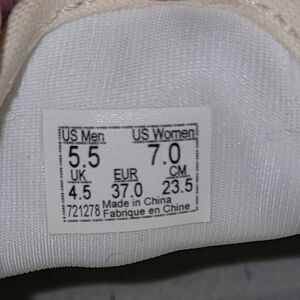 US Men US Women
5.5 7.0
UK EUR CM
4.5 37.0 23.5
Made in China
721278 Fabrique en Chine